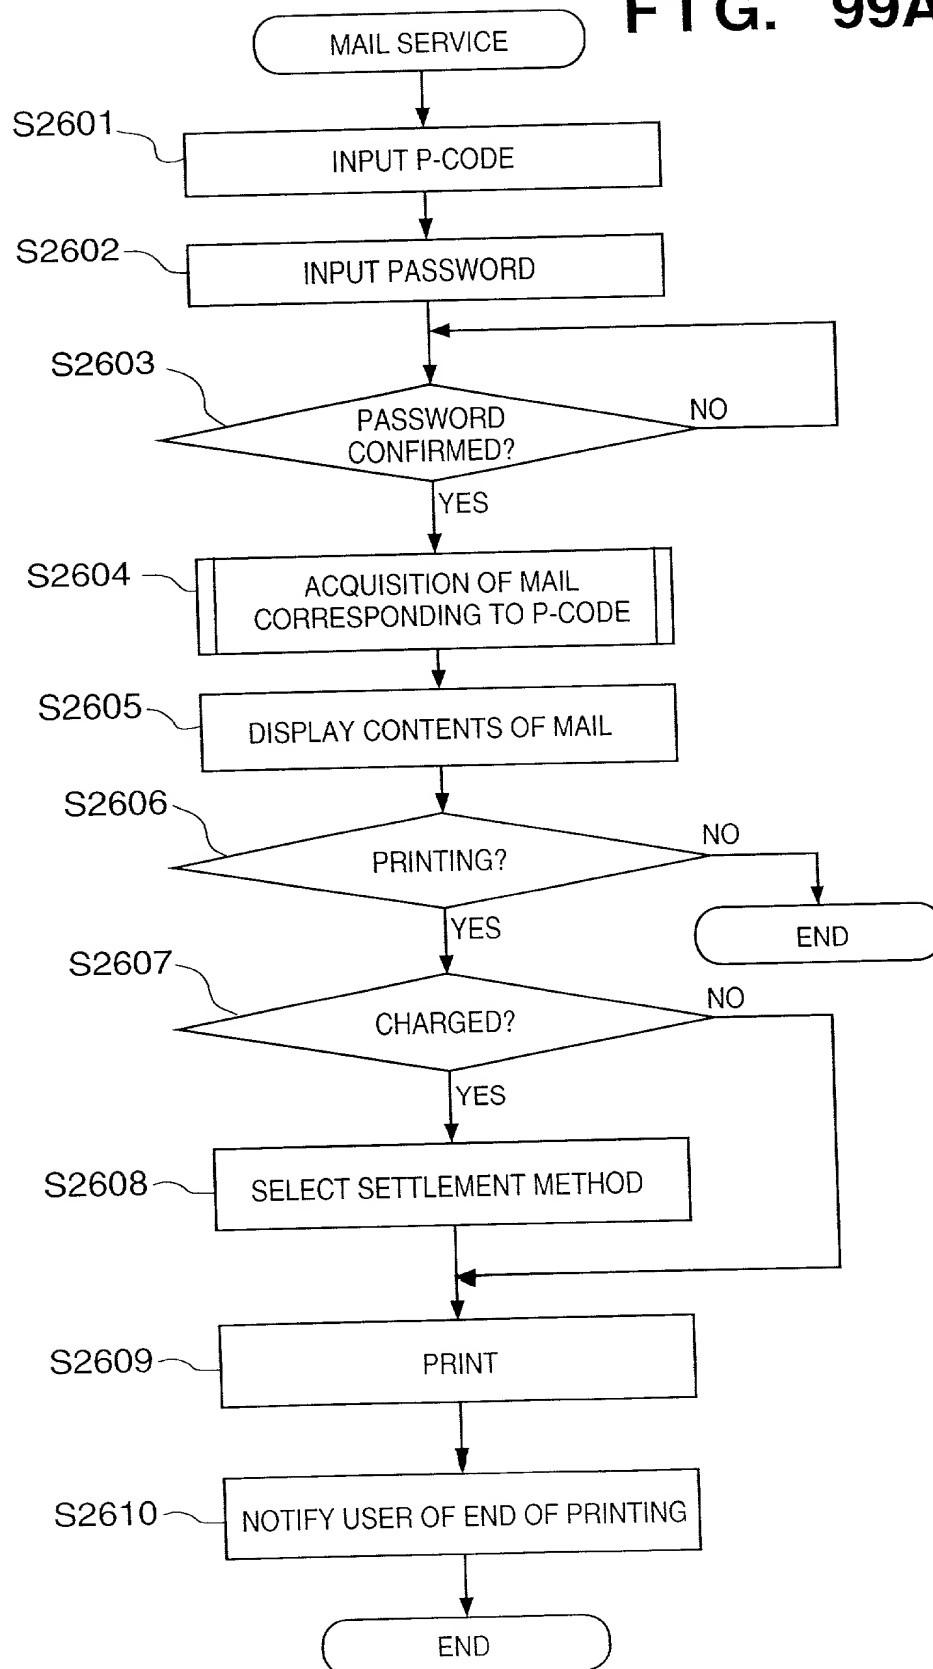 FIG. 99A
MAIL SERVICE
S2601
INPUT P-CODE
S2602
INPUT PASSWORD
S2603
PASSWORD
CONFIRMED?
NO
YES
S2604
ACQUISITION OF MAIL
CORRESPONDING TO P-CODE
S2605
DISPLAY CONTENTS OF MAIL
S2606
PRINTING?
NO
YES
END
S2607
CHARGED?
NO
YES
S2608
SELECT SETTLEMENT METHOD
S2609
PRINT
S2610
NOTIFY USER OF END OF PRINTING
END